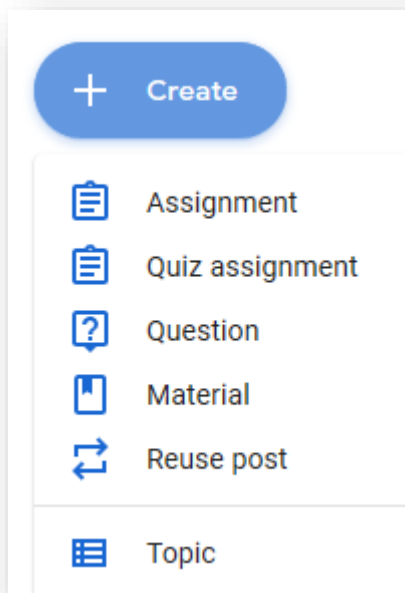 Create
Assignment
Quiz assignment
Question
Material
Reuse post
Topic